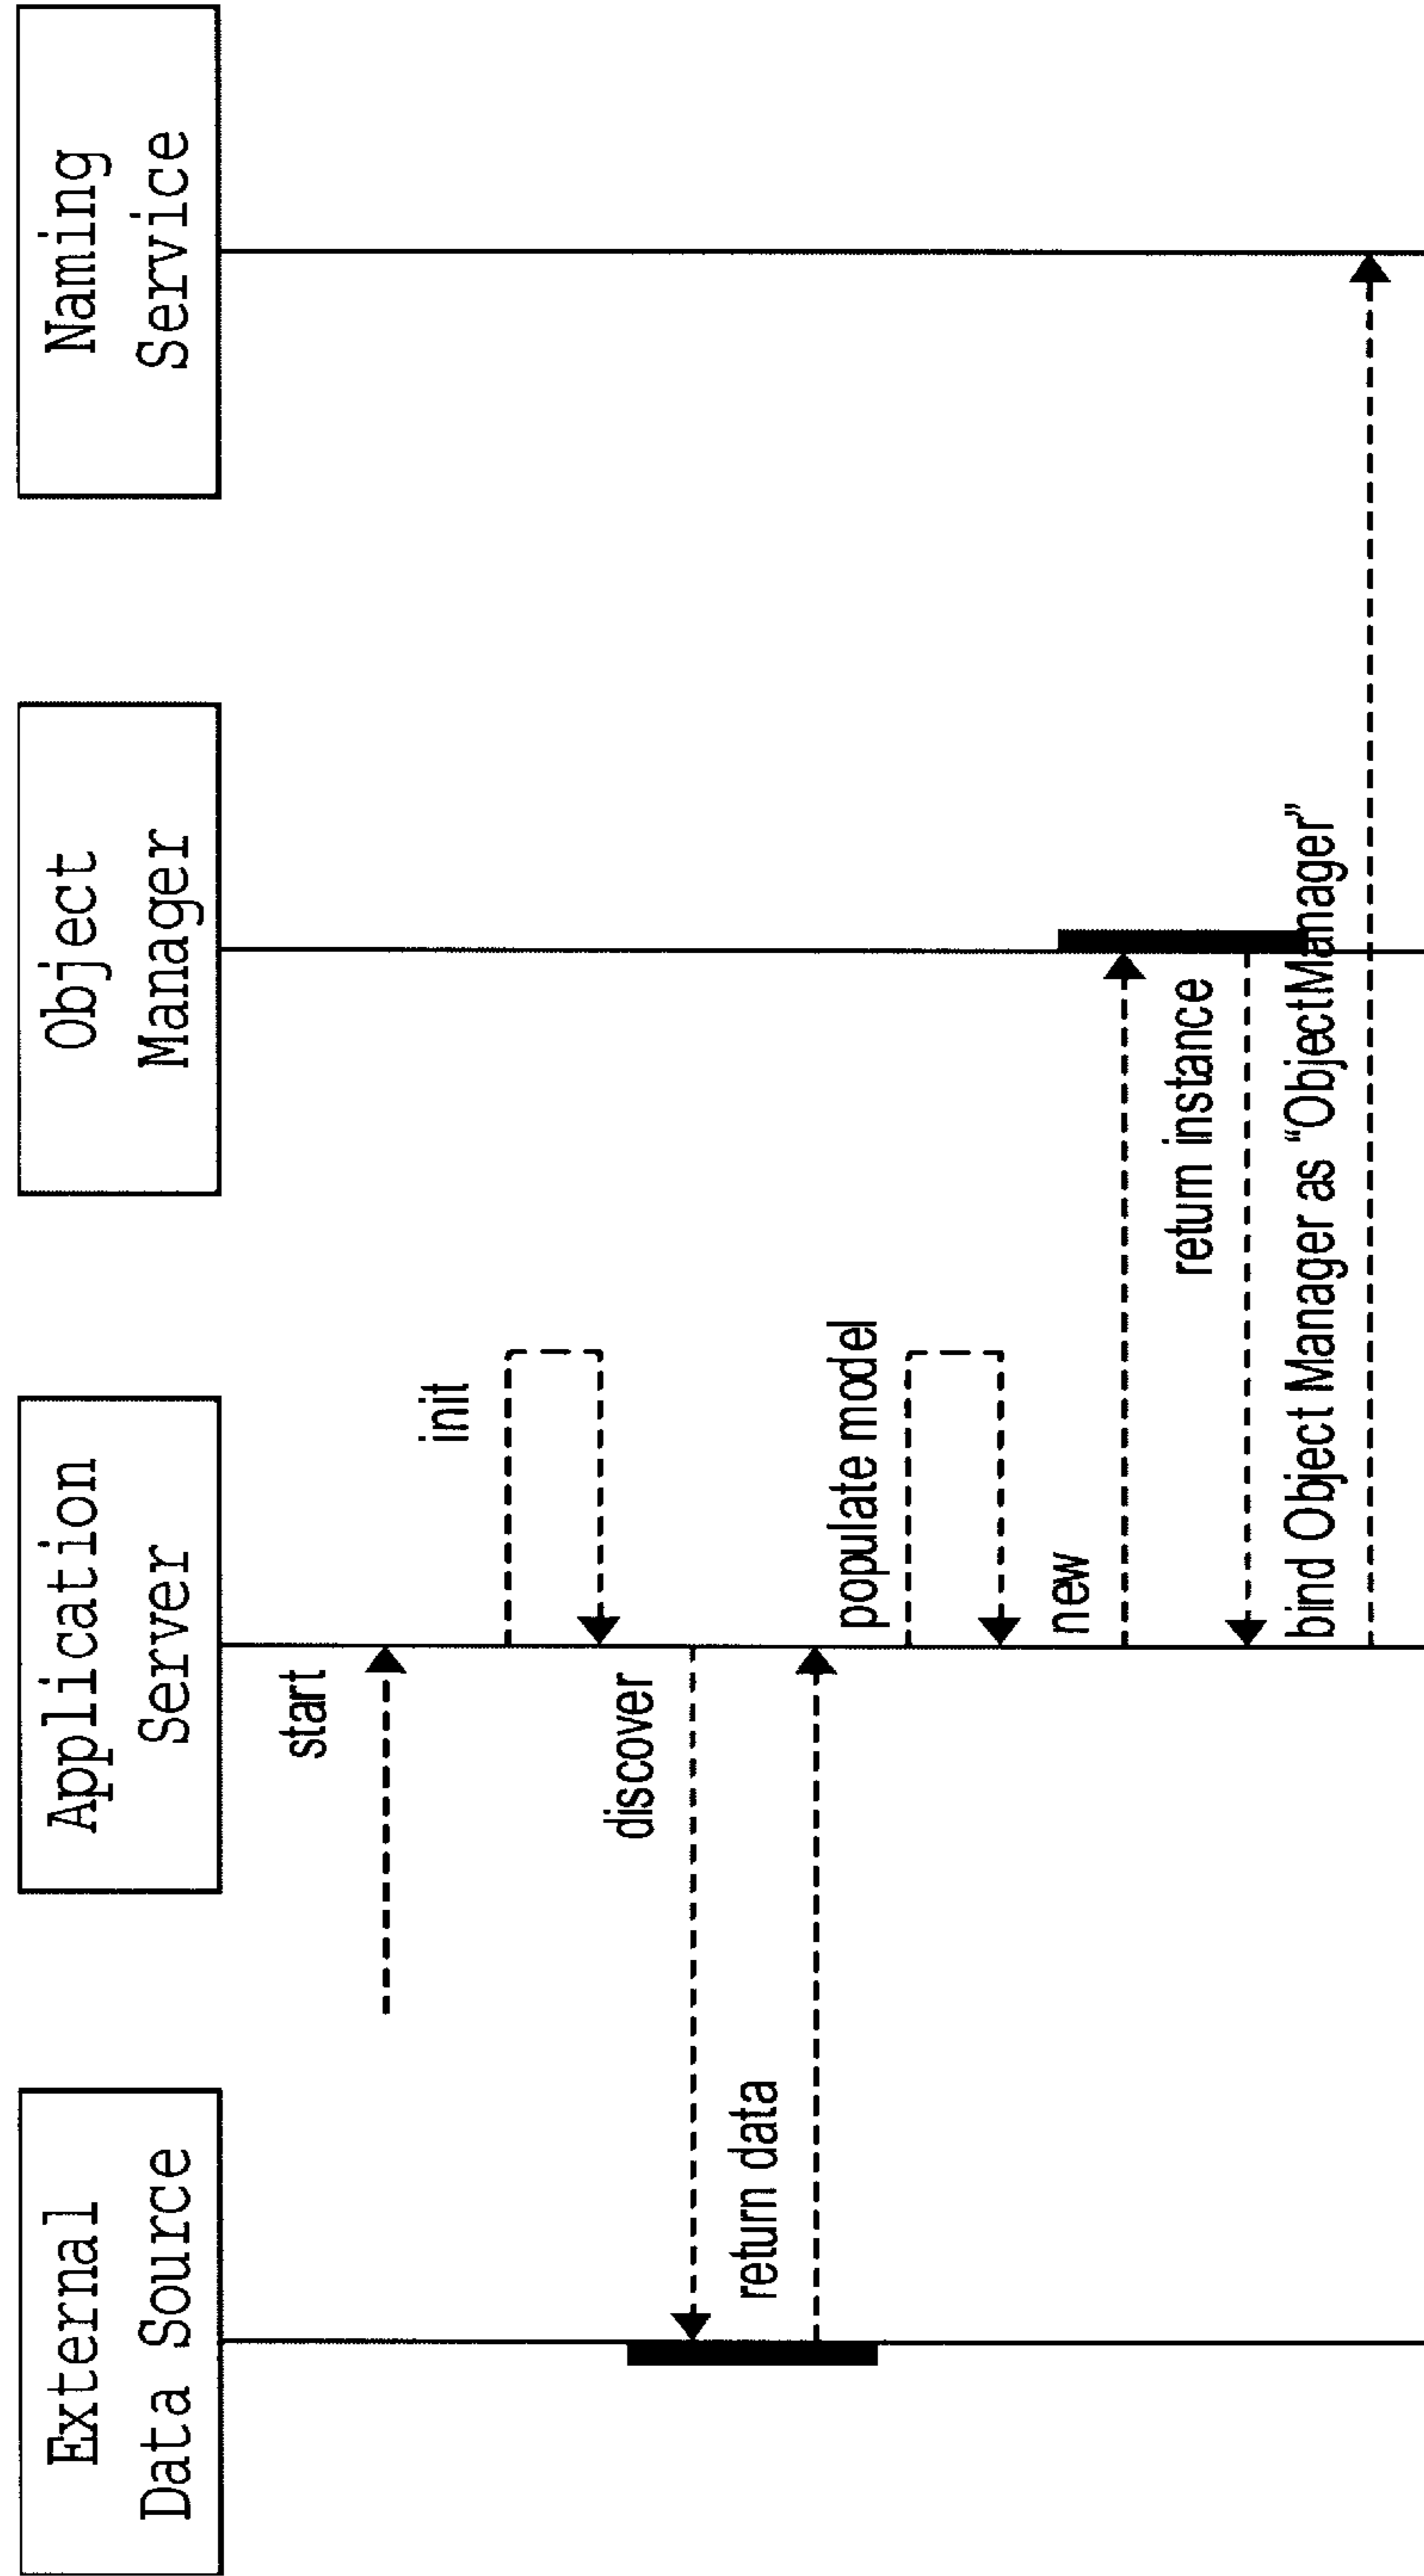 External
Data Source
Application
Server
Object
Manager
Naming
Service
start
init
discover
return data
populate model
new
return instance
bind Object Manager as “ObjectManager”